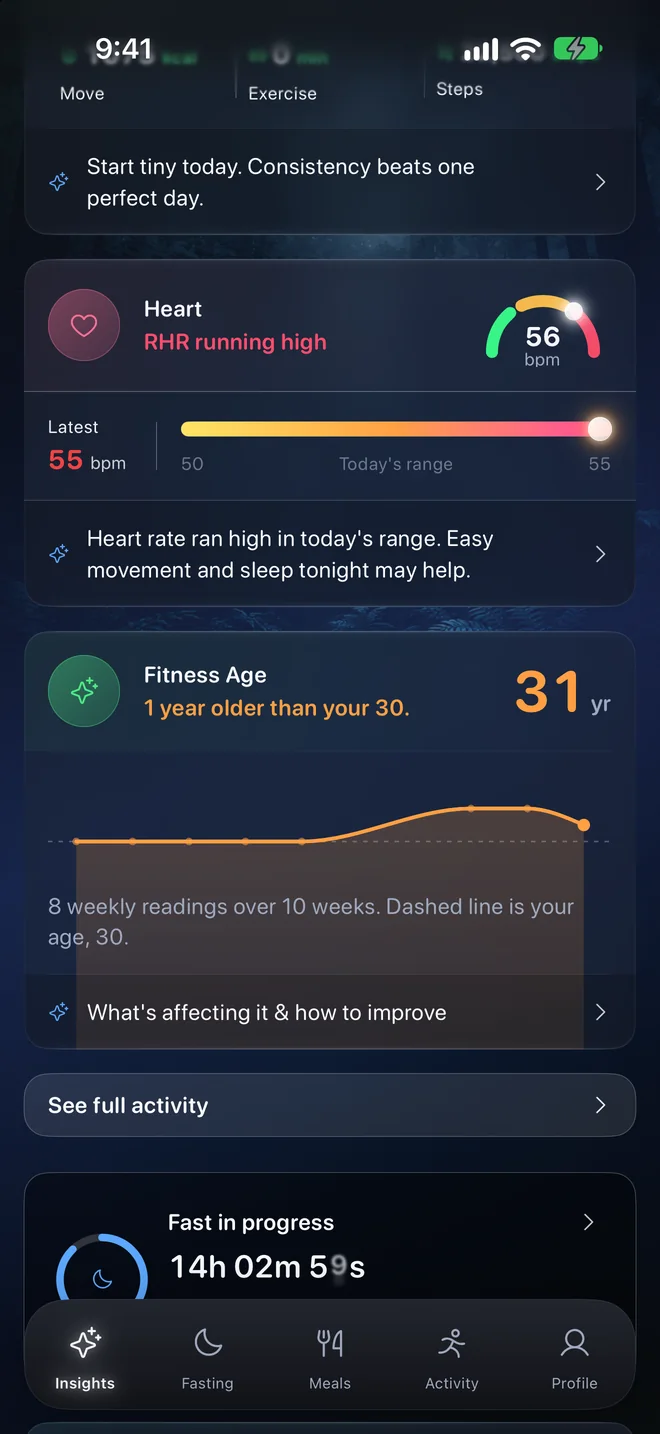 9:41
Move
Exercise
Steps
Start tiny today. Consistency beats one
perfect day.
Heart
RHR running high
56
bpm
Latest
55 bpm
50
Today's range
55
Heart rate ran high in today's range. Easy
movement and sleep tonight may help.
Fitness Age
1 year older than your 30.
31 yr
8 weekly readings over 10 weeks. Dashed line is your
age, 30.
What's affecting it & how to improve
See full activity
Fast in progress
14h 02m 59s
Insights
Fasting
Meals
Activity
Profile